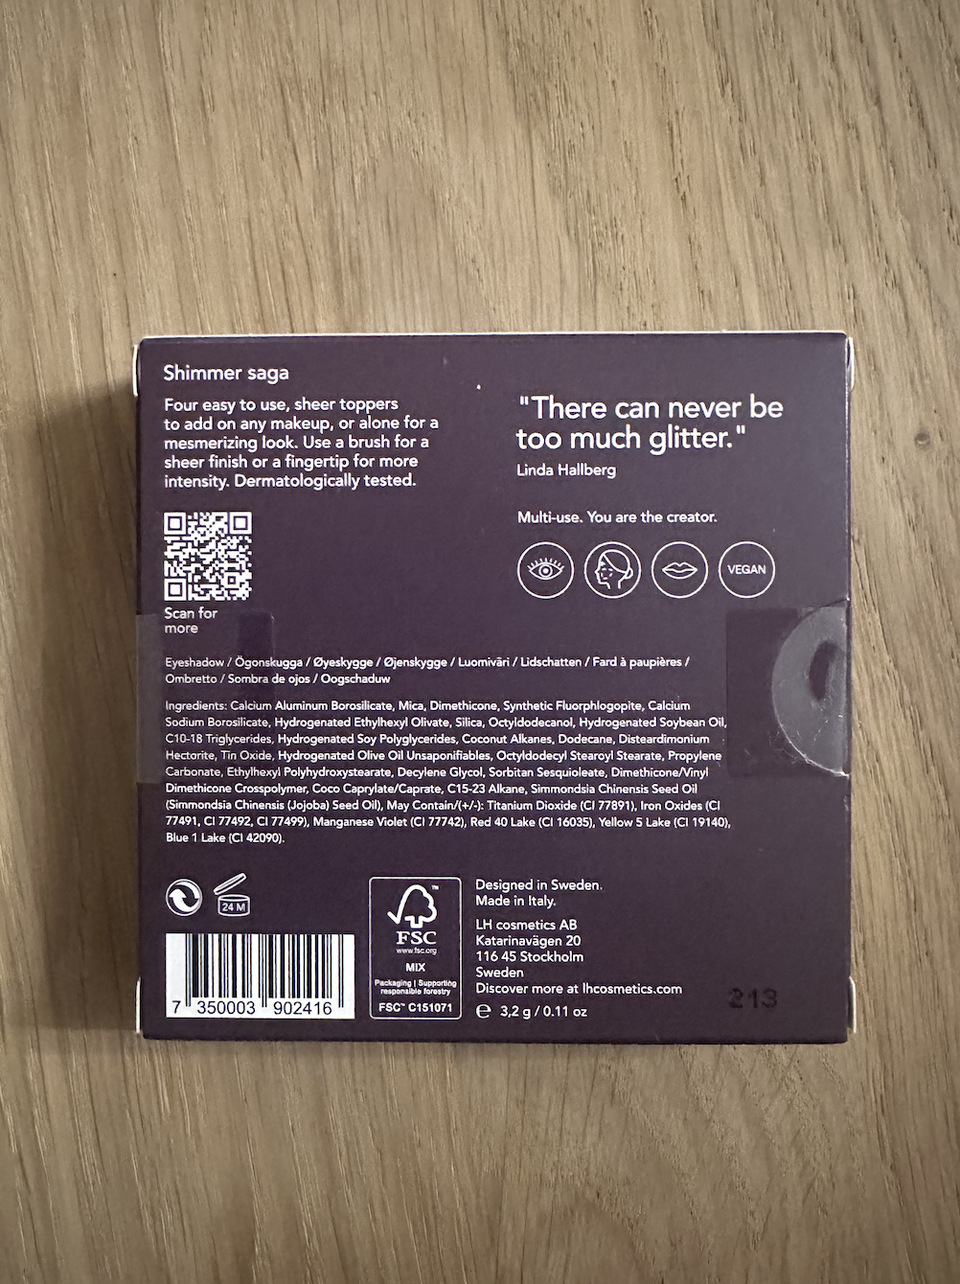 Shimmer saga
Four easy to use, sheer toppers
to add on any makeup, or alone for a
mesmerizing look. Use a brush for a
sheer finish or a fingertip for more
intensity. Dermatologically tested.
Scan for
more
"There can never be
too much glitter."
Linda Hallberg
Multi-use. You are the creator.
VEGAN
Eyeshadow / Ögonskugga / Øyeskygge / Øjenskygge / Luomiväri / Lidschatten / Fard à paupières /
Ombretto / Sombra de ojos / Oogschaduw
Ingredients: Calcium Aluminum Borosilicate, Mica, Dimethicone, Synthetic Fluorphlogopite, Calcium
Sodium Borosilicate, Hydrogenated Ethylhexyl Olivate, Silica, Octyldodecanol, Hydrogenated Soybean Oil,
C10-18 Triglycerides, Hydrogenated Soy Polyglycerides, Coconut Alkanes, Dodecane, Disteardimonium
Hectorite, Tin Oxide, Hydrogenated Olive Oil Unsaponifiables, Octyldodecyl Stearoyl Stearate, Propylene
Carbonate, Ethylhexyl Polyhydroxystearate, Decylene Glycol, Sorbitan Sesquioleate, Dimethicone/Vinyl
Dimethicone Crosspolymer, Coco Caprylate/Caprate, C15-23 Alkane, Simmondsia Chinensis Seed Oil
(Simmondsia Chinensis (Jojoba) Seed Oil), May Contain/(+/-): Titanium Dioxide (CI 77891), Iron Oxides (CI
77491, CI 77492, CI 77499), Manganese Violet (CI 77742), Red 40 Lake (CI 16035), Yellow 5 Lake (CI 19140),
Blue 1 Lake (CI 42090).
24 M
7 350003 902416
FSC™
www.fsc.org
MIX
Packaging | Supporting
responsible forestry
FSC™ C151071
Designed in Sweden.
Made in Italy.
LH cosmetics AB
Katarinavägen 20
116 45 Stockholm
Sweden
Discover more at lhcosmetics.com
℮ 3,2 g / 0.11 oz
213